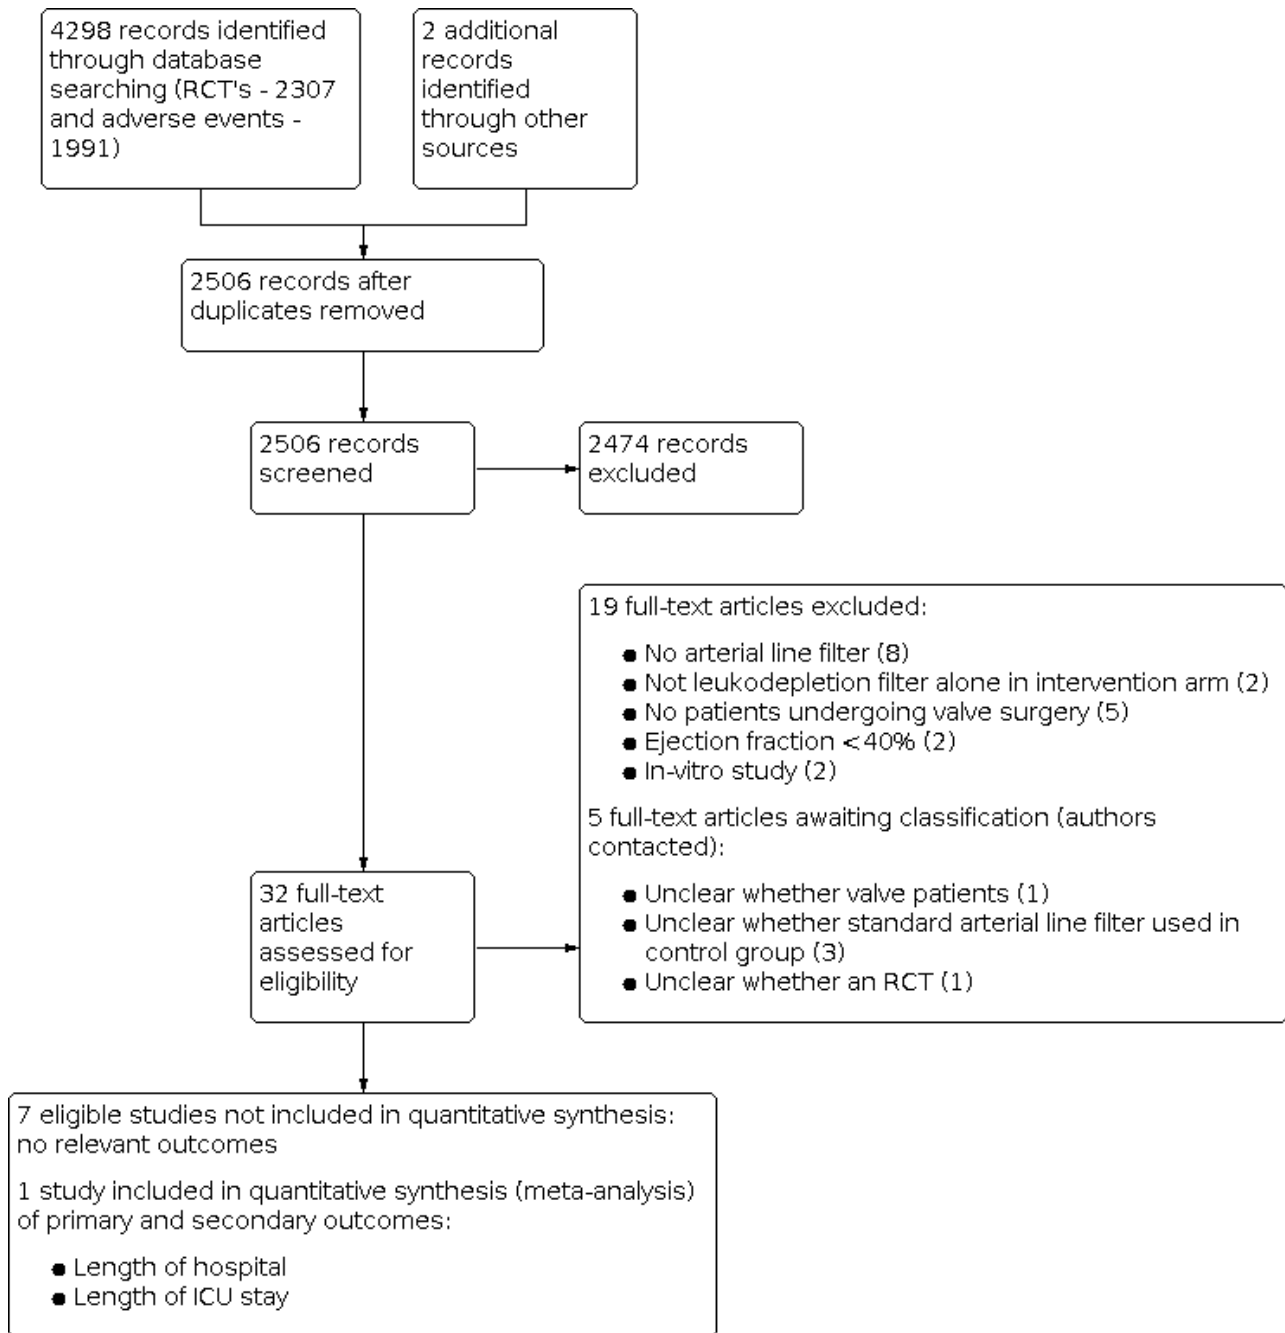 4298 records identified
through database
searching (RCT's - 2307
and adverse events -
1991)
2 additional
records
identified
through other
sources
2506 records after
duplicates removed
2506 records
screened
2474 records
excluded
32 full-text
articles
assessed for
eligibility
19 full-text articles excluded:
● No arterial line filter (8)
● Not leukodepletion filter alone in intervention arm (2)
● No patients undergoing valve surgery (5)
● Ejection fraction <40% (2)
● In-vitro study (2)
5 full-text articles awaiting classification (authors
contacted):
● Unclear whether valve patients (1)
● Unclear whether standard arterial line filter used in
control group (3)
● Unclear whether an RCT (1)
7 eligible studies not included in quantitative synthesis:
no relevant outcomes
1 study included in quantitative synthesis (meta-analysis)
of primary and secondary outcomes:
● Length of hospital
● Length of ICU stay